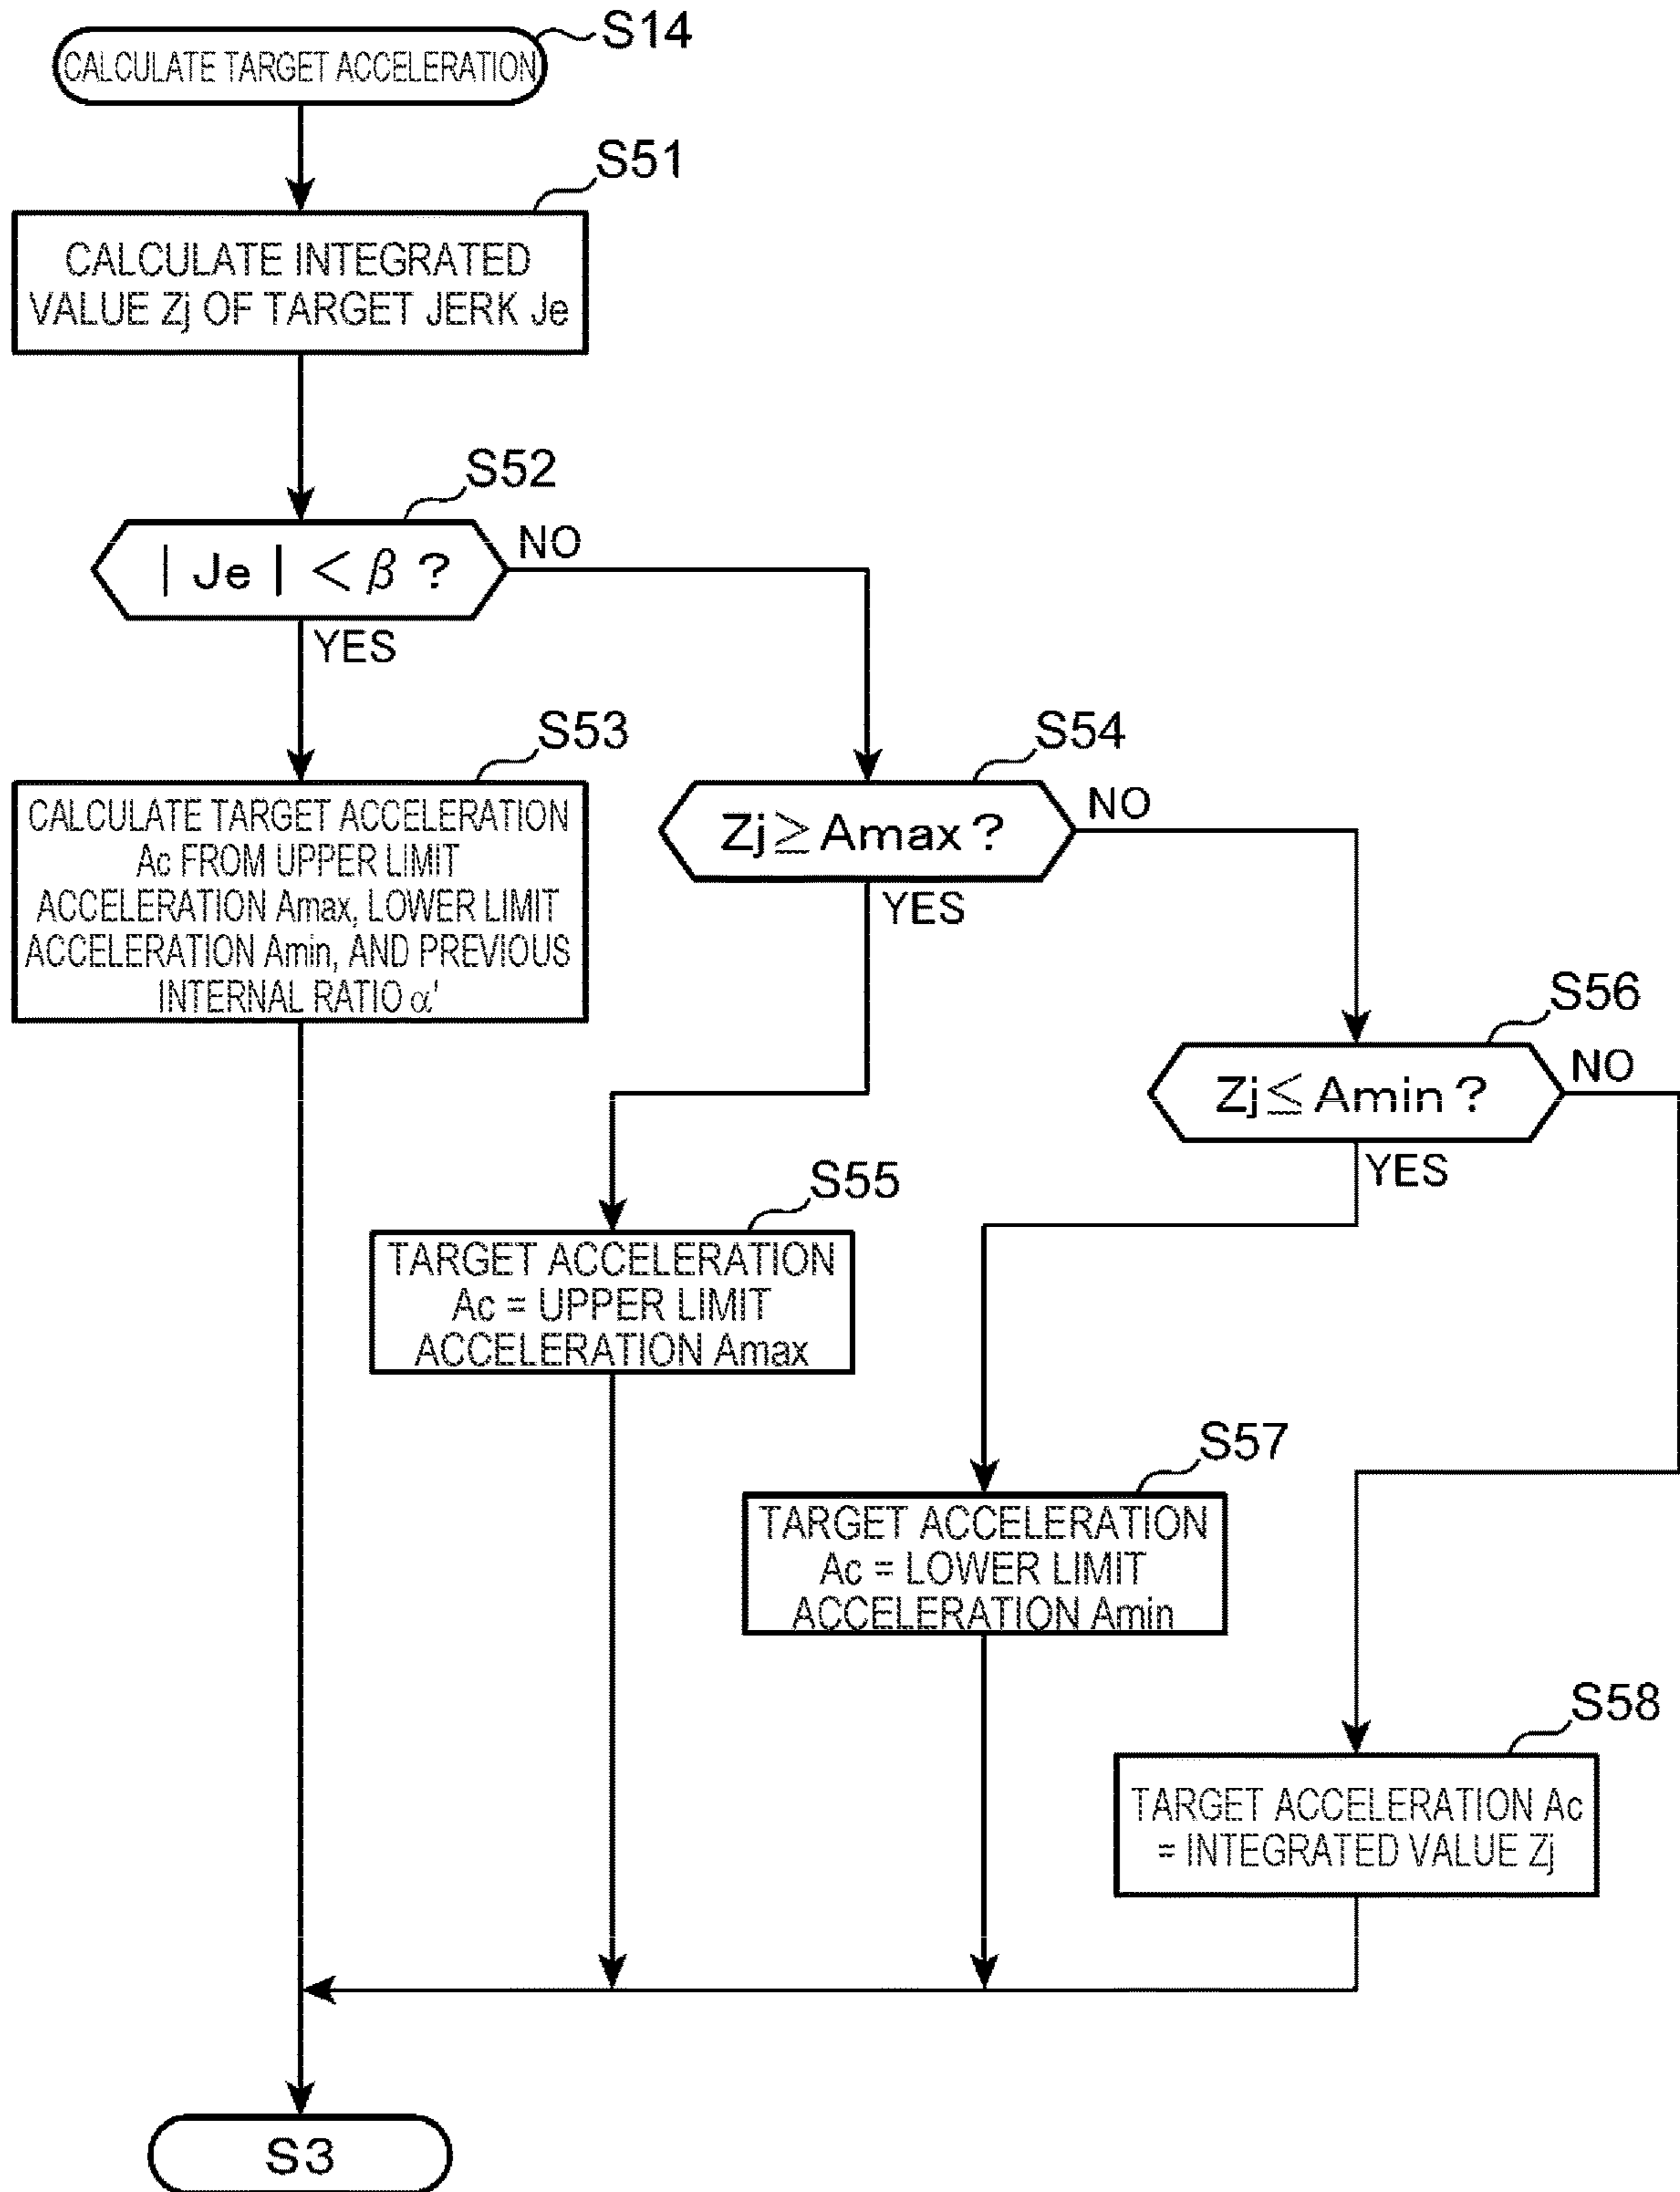 S14
CALCULATE TARGET ACCELERATION
S51
CALCULATE INTEGRATED
VALUE Zj OF TARGET JERK Je
S52
| Je | < β ?
NO
YES
S53
CALCULATE TARGET ACCELERATION
Ac FROM UPPER LIMIT
ACCELERATION Amax, LOWER LIMIT
ACCELERATION Amin, AND PREVIOUS
INTERNAL RATIO α'
S54
Zj ≧ Amax ?
NO
YES
S56
Zj ≦ Amin ?
NO
YES
S55
TARGET ACCELERATION
Ac = UPPER LIMIT
ACCELERATION Amax
S57
TARGET ACCELERATION
Ac = LOWER LIMIT
ACCELERATION Amin
S58
TARGET ACCELERATION Ac
= INTEGRATED VALUE Zj
S3